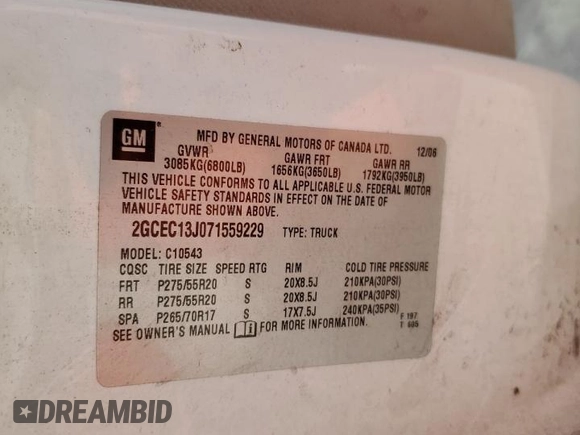 GM
MFD BY GENERAL MOTORS OF CANADA LTD. 12/06
GVWR GAWR FRT GAWR RR
3085KG(6800LB) 1656KG(3650LB) 1792KG(3950LB)
THIS VEHICLE CONFORMS TO ALL APPLICABLE U.S. FEDERAL MOTOR
VEHICLE SAFETY STANDARDS IN EFFECT ON THE DATE OF
MANUFACTURE SHOWN ABOVE.
2GCEC13J071559229 TYPE: TRUCK
MODEL: C10543
CQSC TIRE SIZE SPEED RTG RIM COLD TIRE PRESSURE
FRT P275/55R20 S 20X8.5J 210KPA(30PSI)
RR P275/55R20 S 20X8.5J 210KPA(30PSI)
SPA P265/70R17 S 17X7.5J 240KPA(35PSI)
SEE OWNER'S MANUAL FOR MORE INFORMATION.
F 197
T 605
DREAMBID